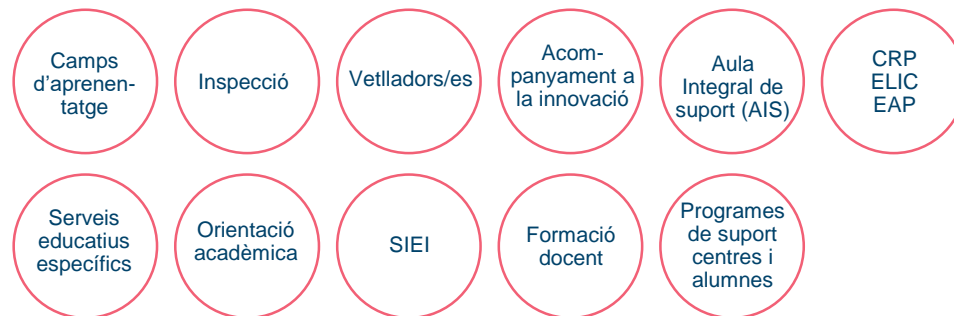 Camps
d’aprenen-
tatge
Inspecció
Vetlladors/es
Acom-
panyament a
la innovació
Aula
Integral de
suport (AIS)
CRP
ELIC
EAP
Serveis
educatius
específics
Orientació
acadèmica
SIEI
Formació
docent
Programes
de suport
centres i
alumnes